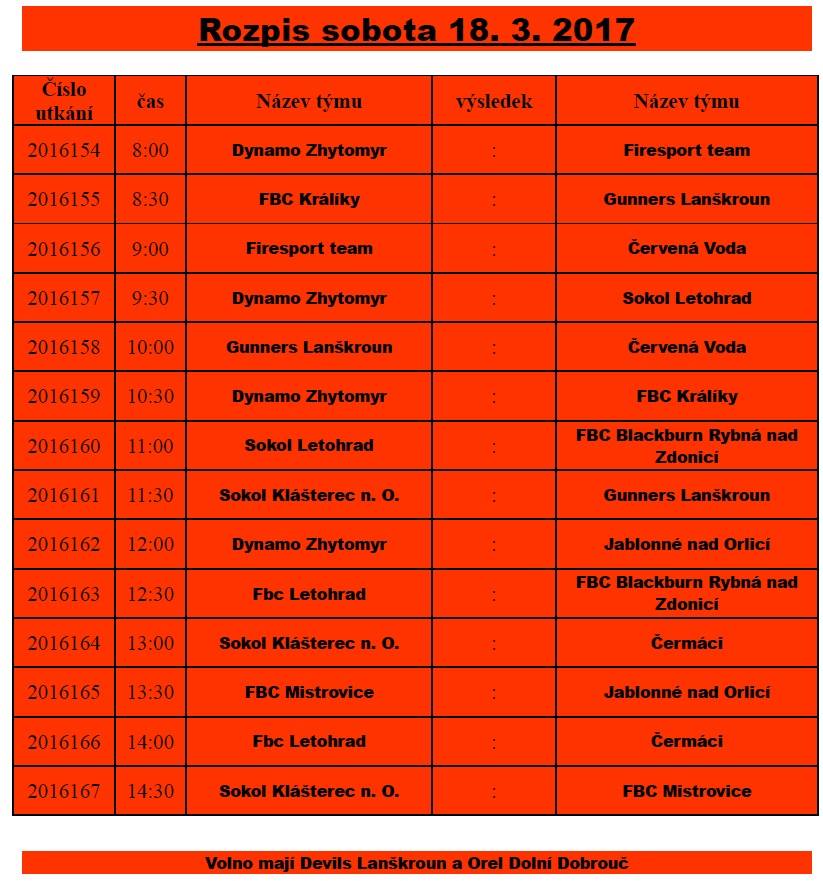 Rozpis sobota 18. 3. 2017
Číslo utkání čas Název týmu výsledek Název týmu
2016154 8:00 Dynamo Zhytomyr : Firesport team
2016155 8:30 FBC Králíky : Gunners Lanškroun
2016156 9:00 Firesport team : Červená Voda
2016157 9:30 Dynamo Zhytomyr : Sokol Letohrad
2016158 10:00 Gunners Lanškroun : Červená Voda
2016159 10:30 Dynamo Zhytomyr : FBC Králíky
2016160 11:00 Sokol Letohrad : FBC Blackburn Rybná nad Zdonicí
2016161 11:30 Sokol Klášterec n. O. : Gunners Lanškroun
2016162 12:00 Dynamo Zhytomyr : Jablonné nad Orlicí
2016163 12:30 Fbc Letohrad : FBC Blackburn Rybná nad Zdonicí
2016164 13:00 Sokol Klášterec n. O. : Čermáci
2016165 13:30 FBC Mistrovice : Jablonné nad Orlicí
2016166 14:00 Fbc Letohrad : Čermáci
2016167 14:30 Sokol Klášterec n. O. : FBC Mistrovice
Volno mají Devils Lanškroun a Orel Dolní Dobrouč